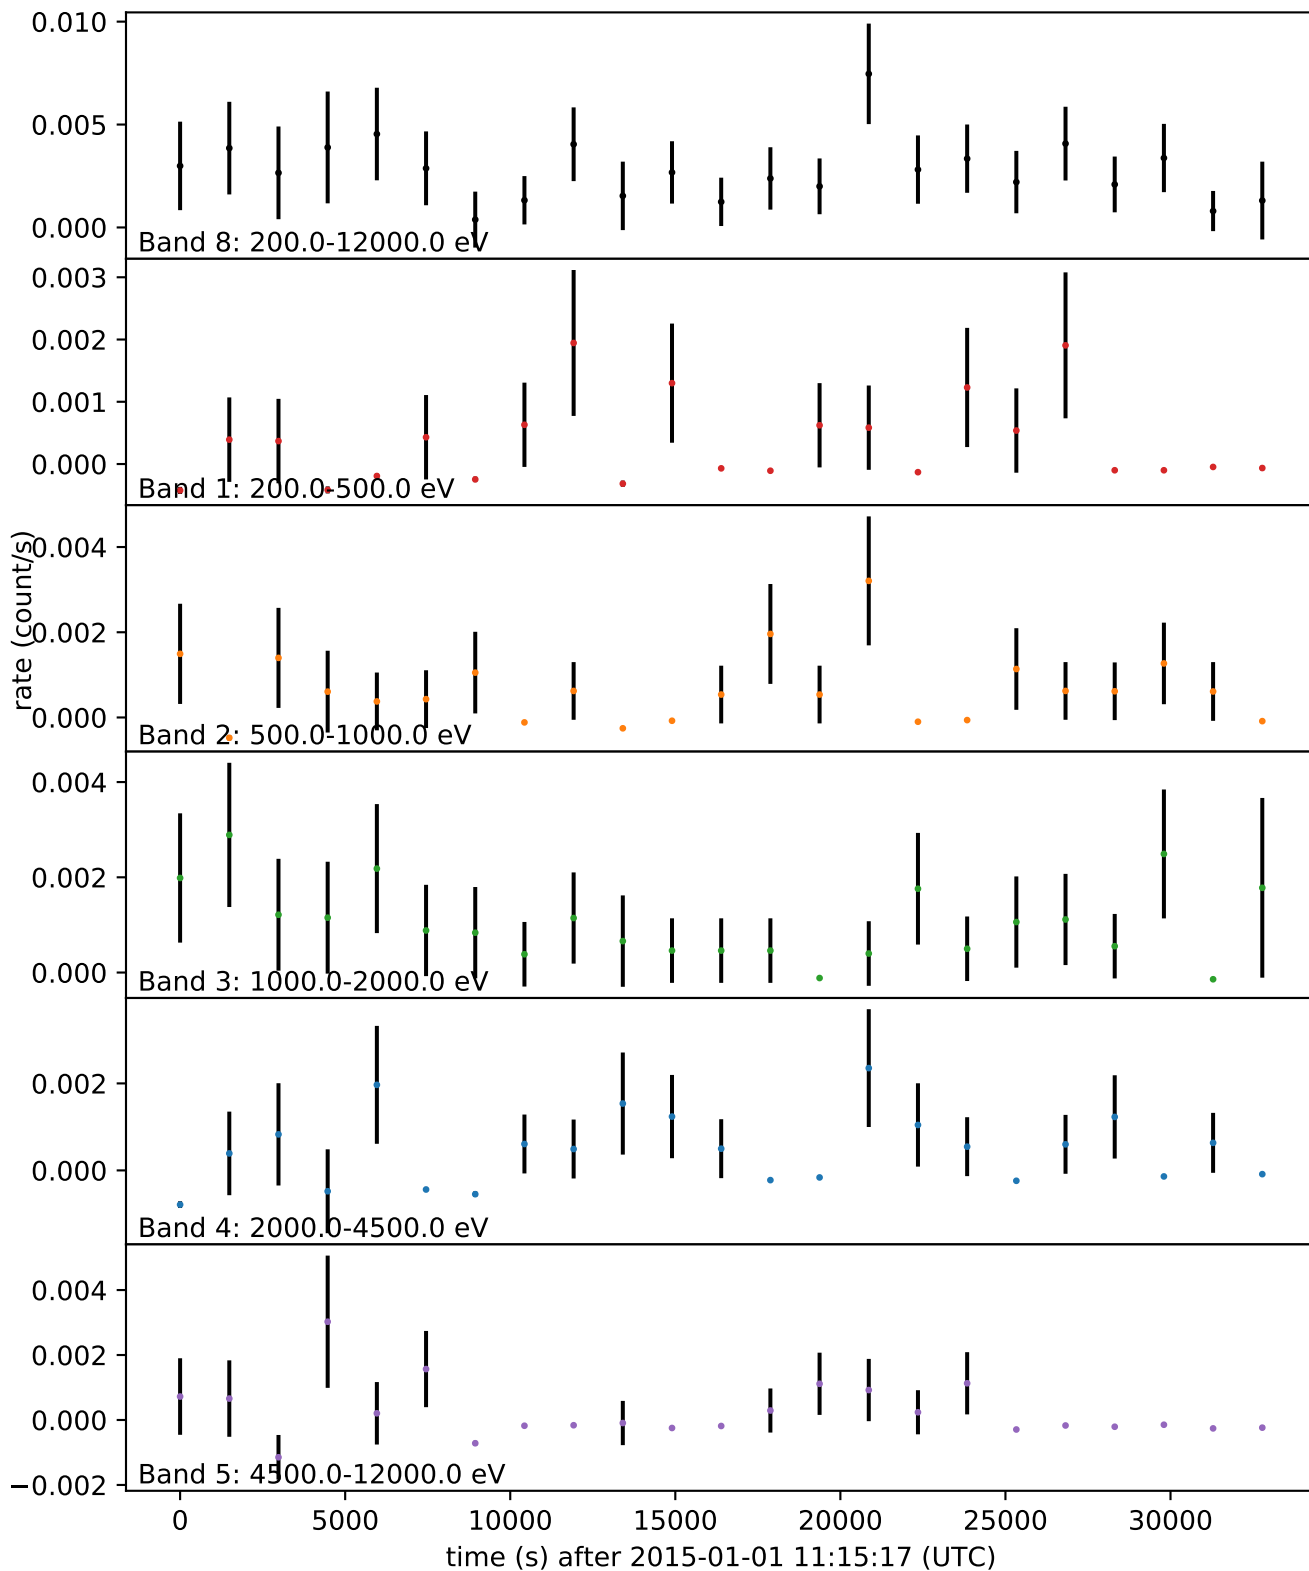 0.010
0.005
0.000
Band 8: 200.0-12000.0 eV
0.003
0.002
0.001
0.000
Band 1: 200.0-500.0 eV
rate (count/s)
0.004
0.002
0.000
Band 2: 500.0-1000.0 eV
0.004
0.002
0.000
Band 3: 1000.0-2000.0 eV
0.002
0.000
Band 4: 2000.0-4500.0 eV
0.004
0.002
0.000
−0.002
Band 5: 4500.0-12000.0 eV
0 5000 10000 15000 20000 25000 30000
time (s) after 2015-01-01 11:15:17 (UTC)